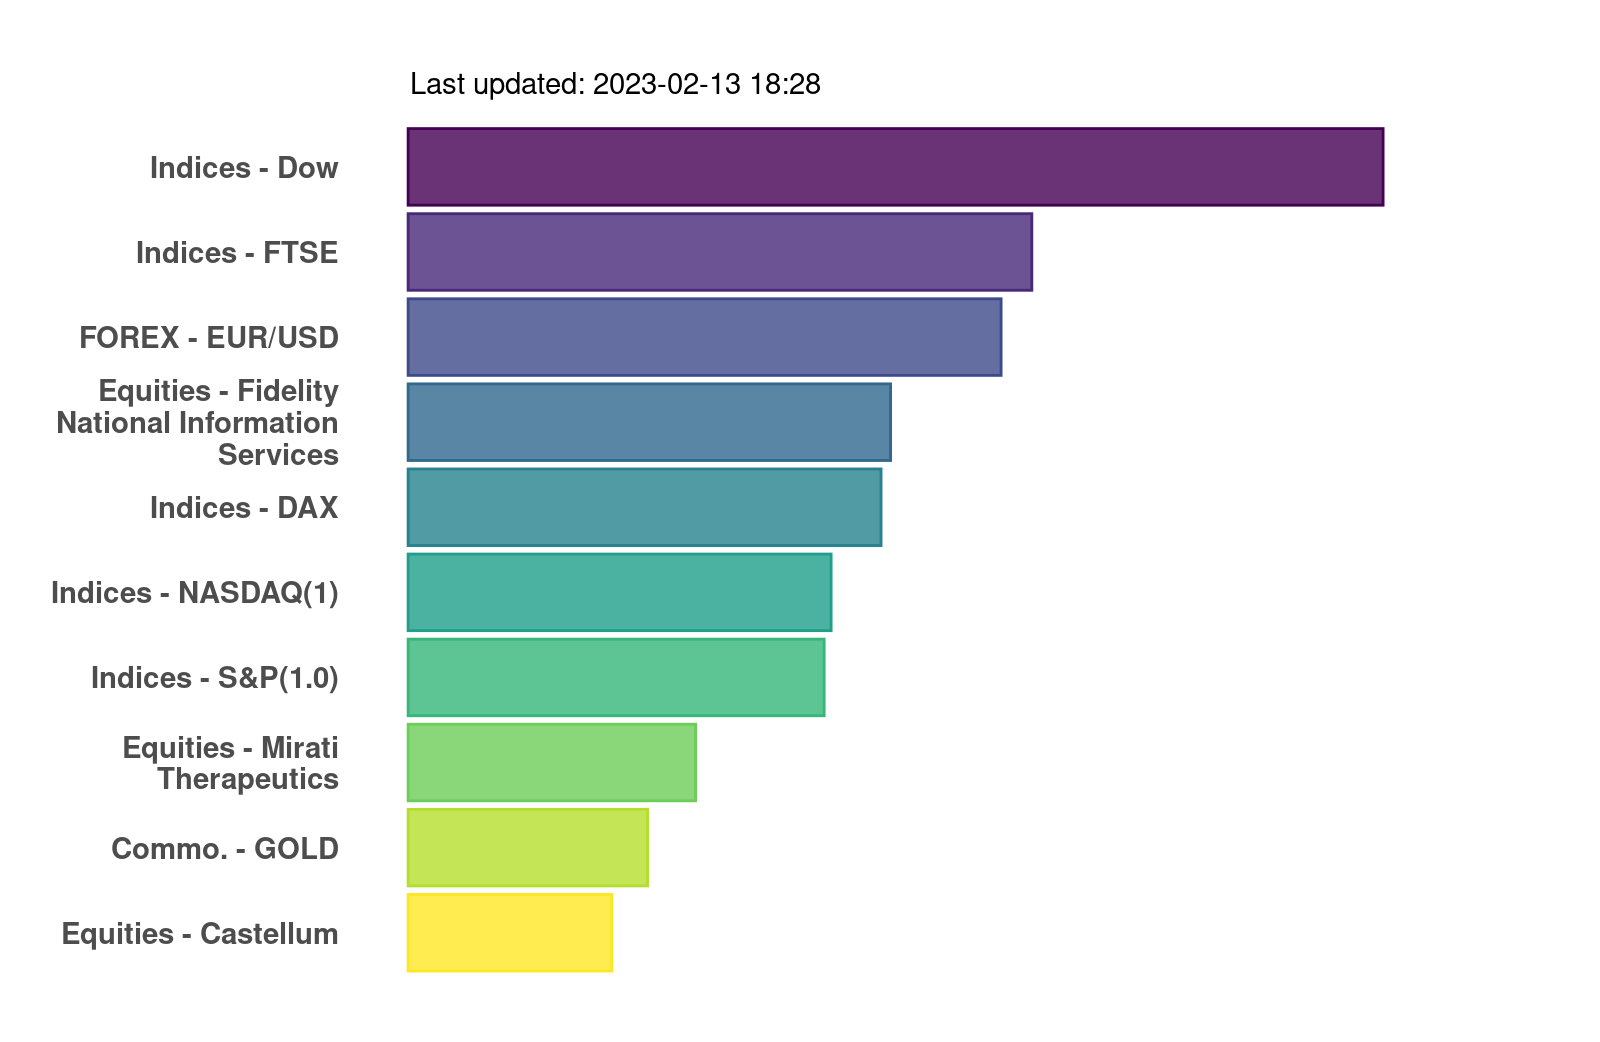 Last updated: 2023-02-13 18:28
Indices - Dow
Indices - FTSE
FOREX - EUR/USD
Equities - Fidelity
National Information
Services
Indices - DAX
Indices - NASDAQ(1)
Indices - S&P(1.0)
Equities - Mirati
Therapeutics
Commo. - GOLD
Equities - Castellum